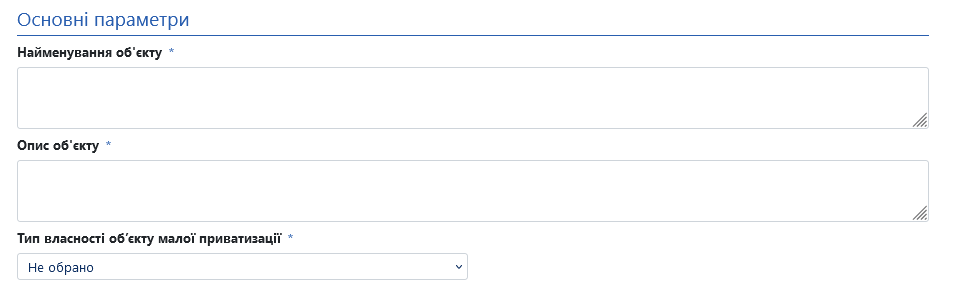 Основні параметри
Найменування об'єкту *
Опис об'єкту *
Тип власності об’єкту малої приватизації *
Не обрано